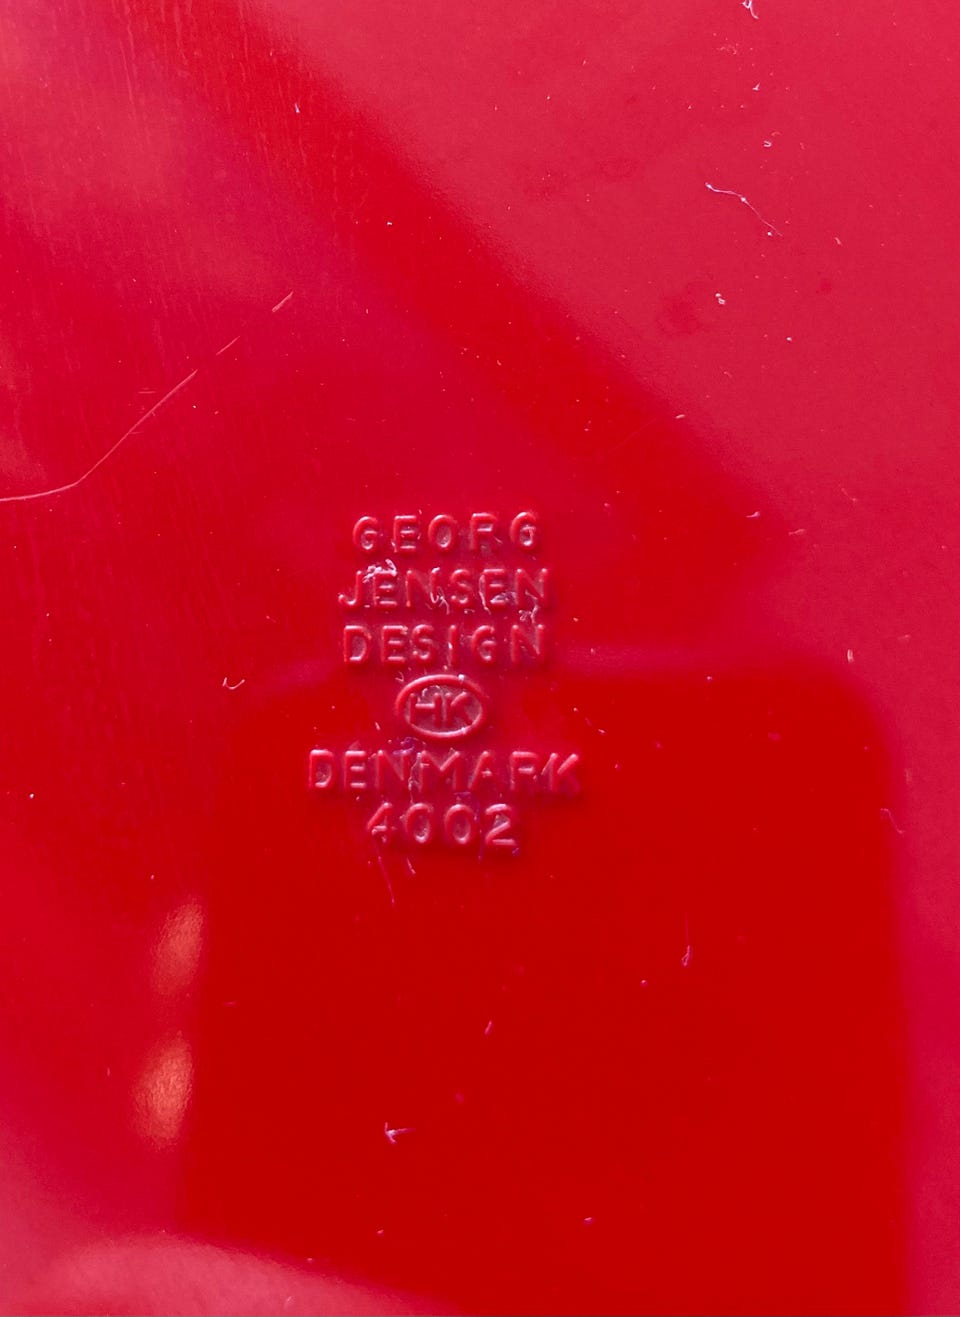 GEORG
JENSEN
DESIGN
HK
DENMARK
4002